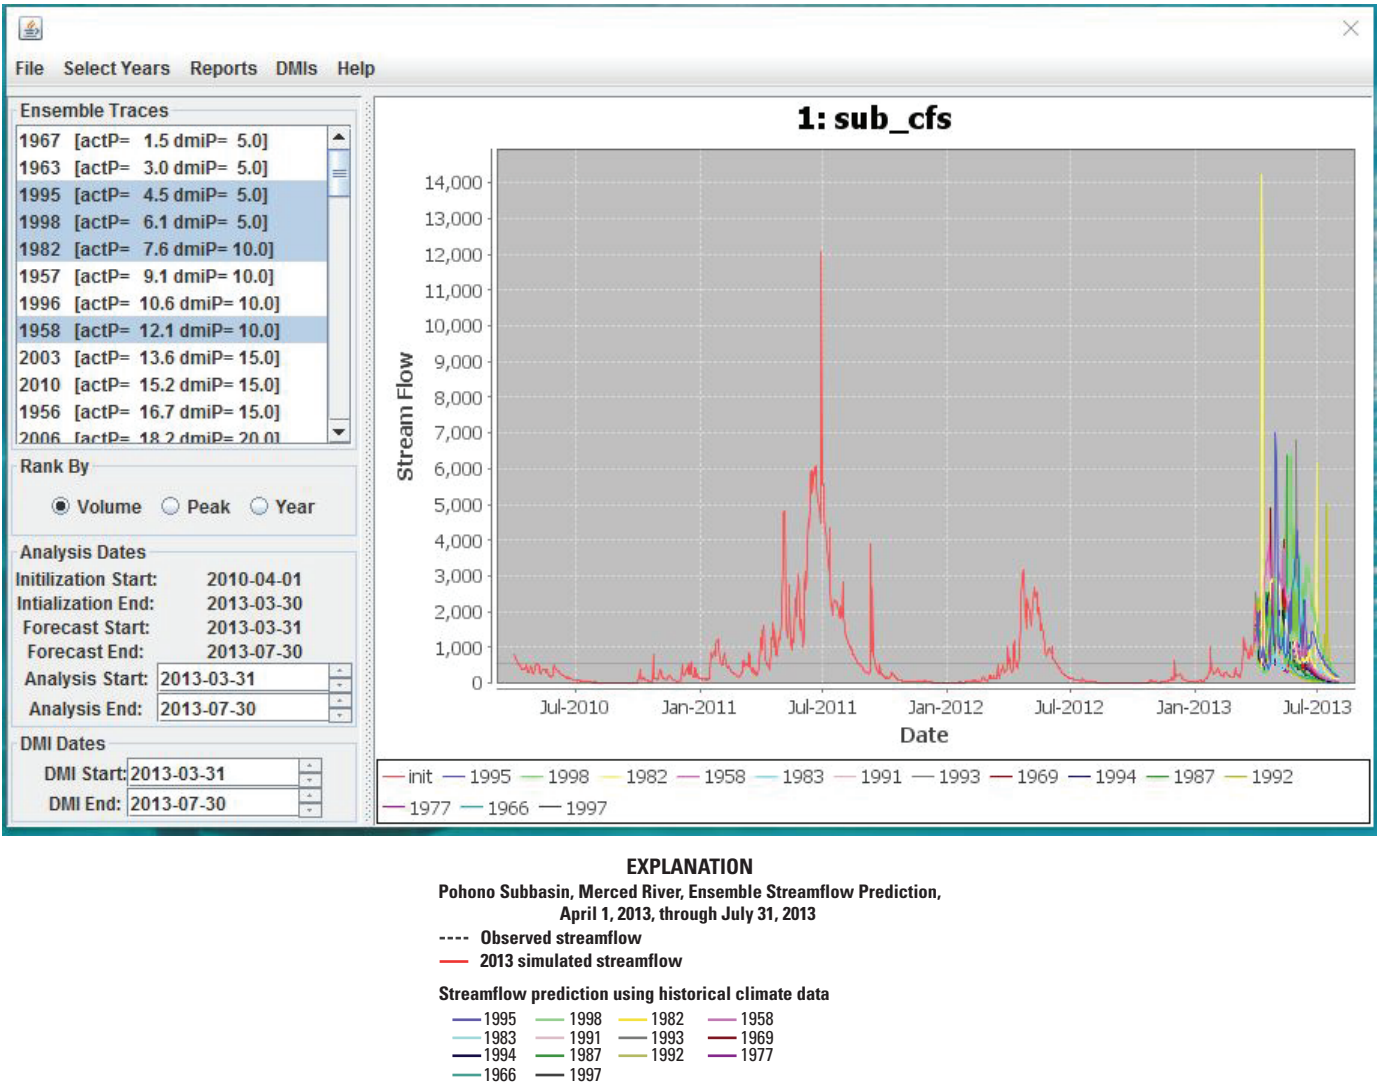 File Select Years Reports DMIs Help
Ensemble Traces
1967 [actP= 1.5 dmiP= 5.0]
1963 [actP= 3.0 dmiP= 5.0]
1995 [actP= 4.5 dmiP= 5.0]
1998 [actP= 6.1 dmiP= 5.0]
1982 [actP= 7.6 dmiP= 10.0]
1957 [actP= 9.1 dmiP= 10.0]
1996 [actP= 10.6 dmiP= 10.0]
1958 [actP= 12.1 dmiP= 10.0]
2003 [actP= 13.6 dmiP= 15.0]
2010 [actP= 15.2 dmiP= 15.0]
1956 [actP= 16.7 dmiP= 15.0]
2006 [actP= 18.2 dmiP= 20.0]
Rank By
Volume Peak Year
Analysis Dates
Initilization Start: 2010-04-01
Intialization End: 2013-03-30
Forecast Start: 2013-03-31
Forecast End: 2013-07-30
Analysis Start: 2013-03-31
Analysis End: 2013-07-30
DMI Dates
DMI Start: 2013-03-31
DMI End: 2013-07-30
1: sub_cfs
Stream Flow
14,000
13,000
12,000
11,000
10,000
9,000
8,000
7,000
6,000
5,000
4,000
3,000
2,000
1,000
0
Jul-2010 Jan-2011 Jul-2011 Jan-2012 Jul-2012 Jan-2013 Jul-2013
Date
init 1995 1998 1982 1958 1983 1991 1993 1969 1994 1987 1992
1977 1966 1997
EXPLANATION
Pohono Subbasin, Merced River, Ensemble Streamflow Prediction,
April 1, 2013, through July 31, 2013
Observed streamflow
2013 simulated streamflow
Streamflow prediction using historical climate data
1995 1998 1982 1958
1983 1991 1993 1969
1994 1987 1992 1977
1966 1997